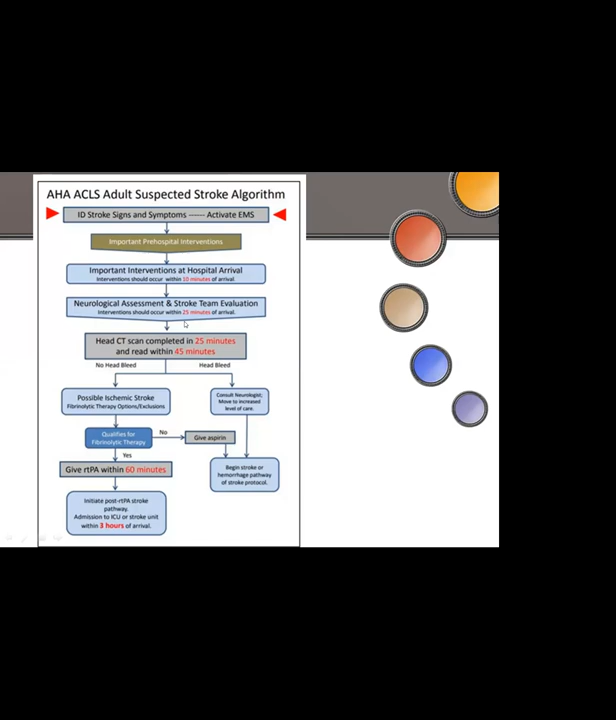 AHA ACLS Adult Suspected Stroke Algorithm
ID Stroke Signs and Symptoms ------ Activate EMS
Important Prehospital Interventions
Important Interventions at Hospital Arrival
Interventions should occur within 10 minutes of arrival.
Neurological Assessment & Stroke Team Evaluation
Interventions should occur within 25 minutes of arrival.
Head CT scan completed in 25 minutes
and read within 45 minutes
No Head Bleed
Head Bleed
Possible Ischemic Stroke
Fibrinolytic Therapy Options/Exclusions
Consult Neurologist;
Move to increased
level of care.
Qualifies for
Fibrinolytic Therapy
No
Give aspirin
Yes
Give rtPA within 60 minutes
Begin stroke or
hemorrhage pathway
of stroke protocol.
Initiate post-rtPA stroke
pathway.
Admission to ICU or stroke unit
within 3 hours of arrival.